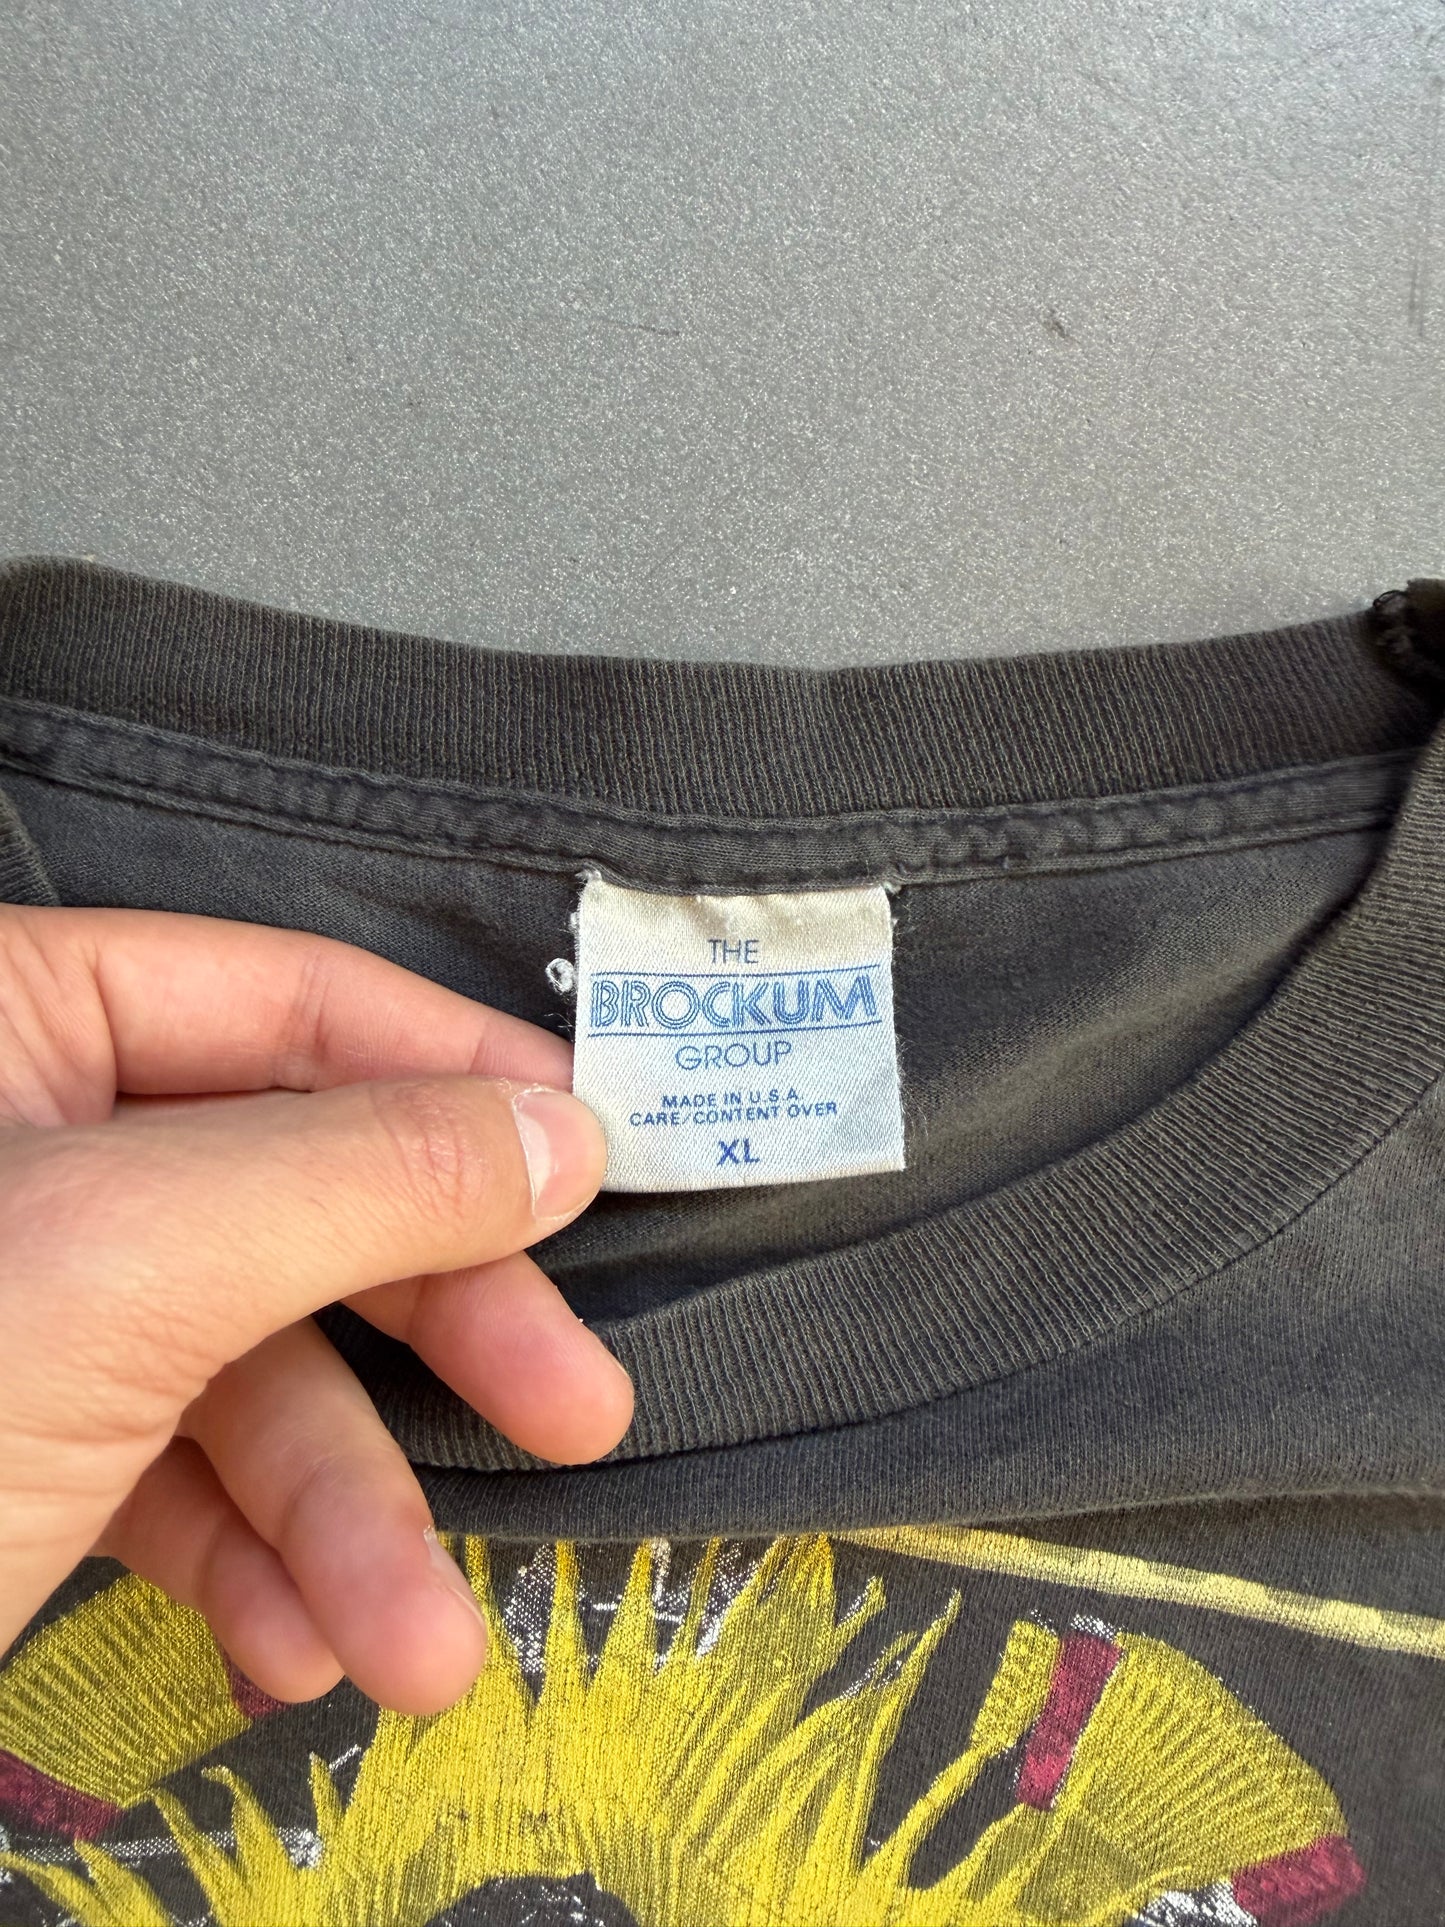 THE
BROCKUM
GROUP
MADE IN U.S.A.
CARE/CONTENT OVER
XL